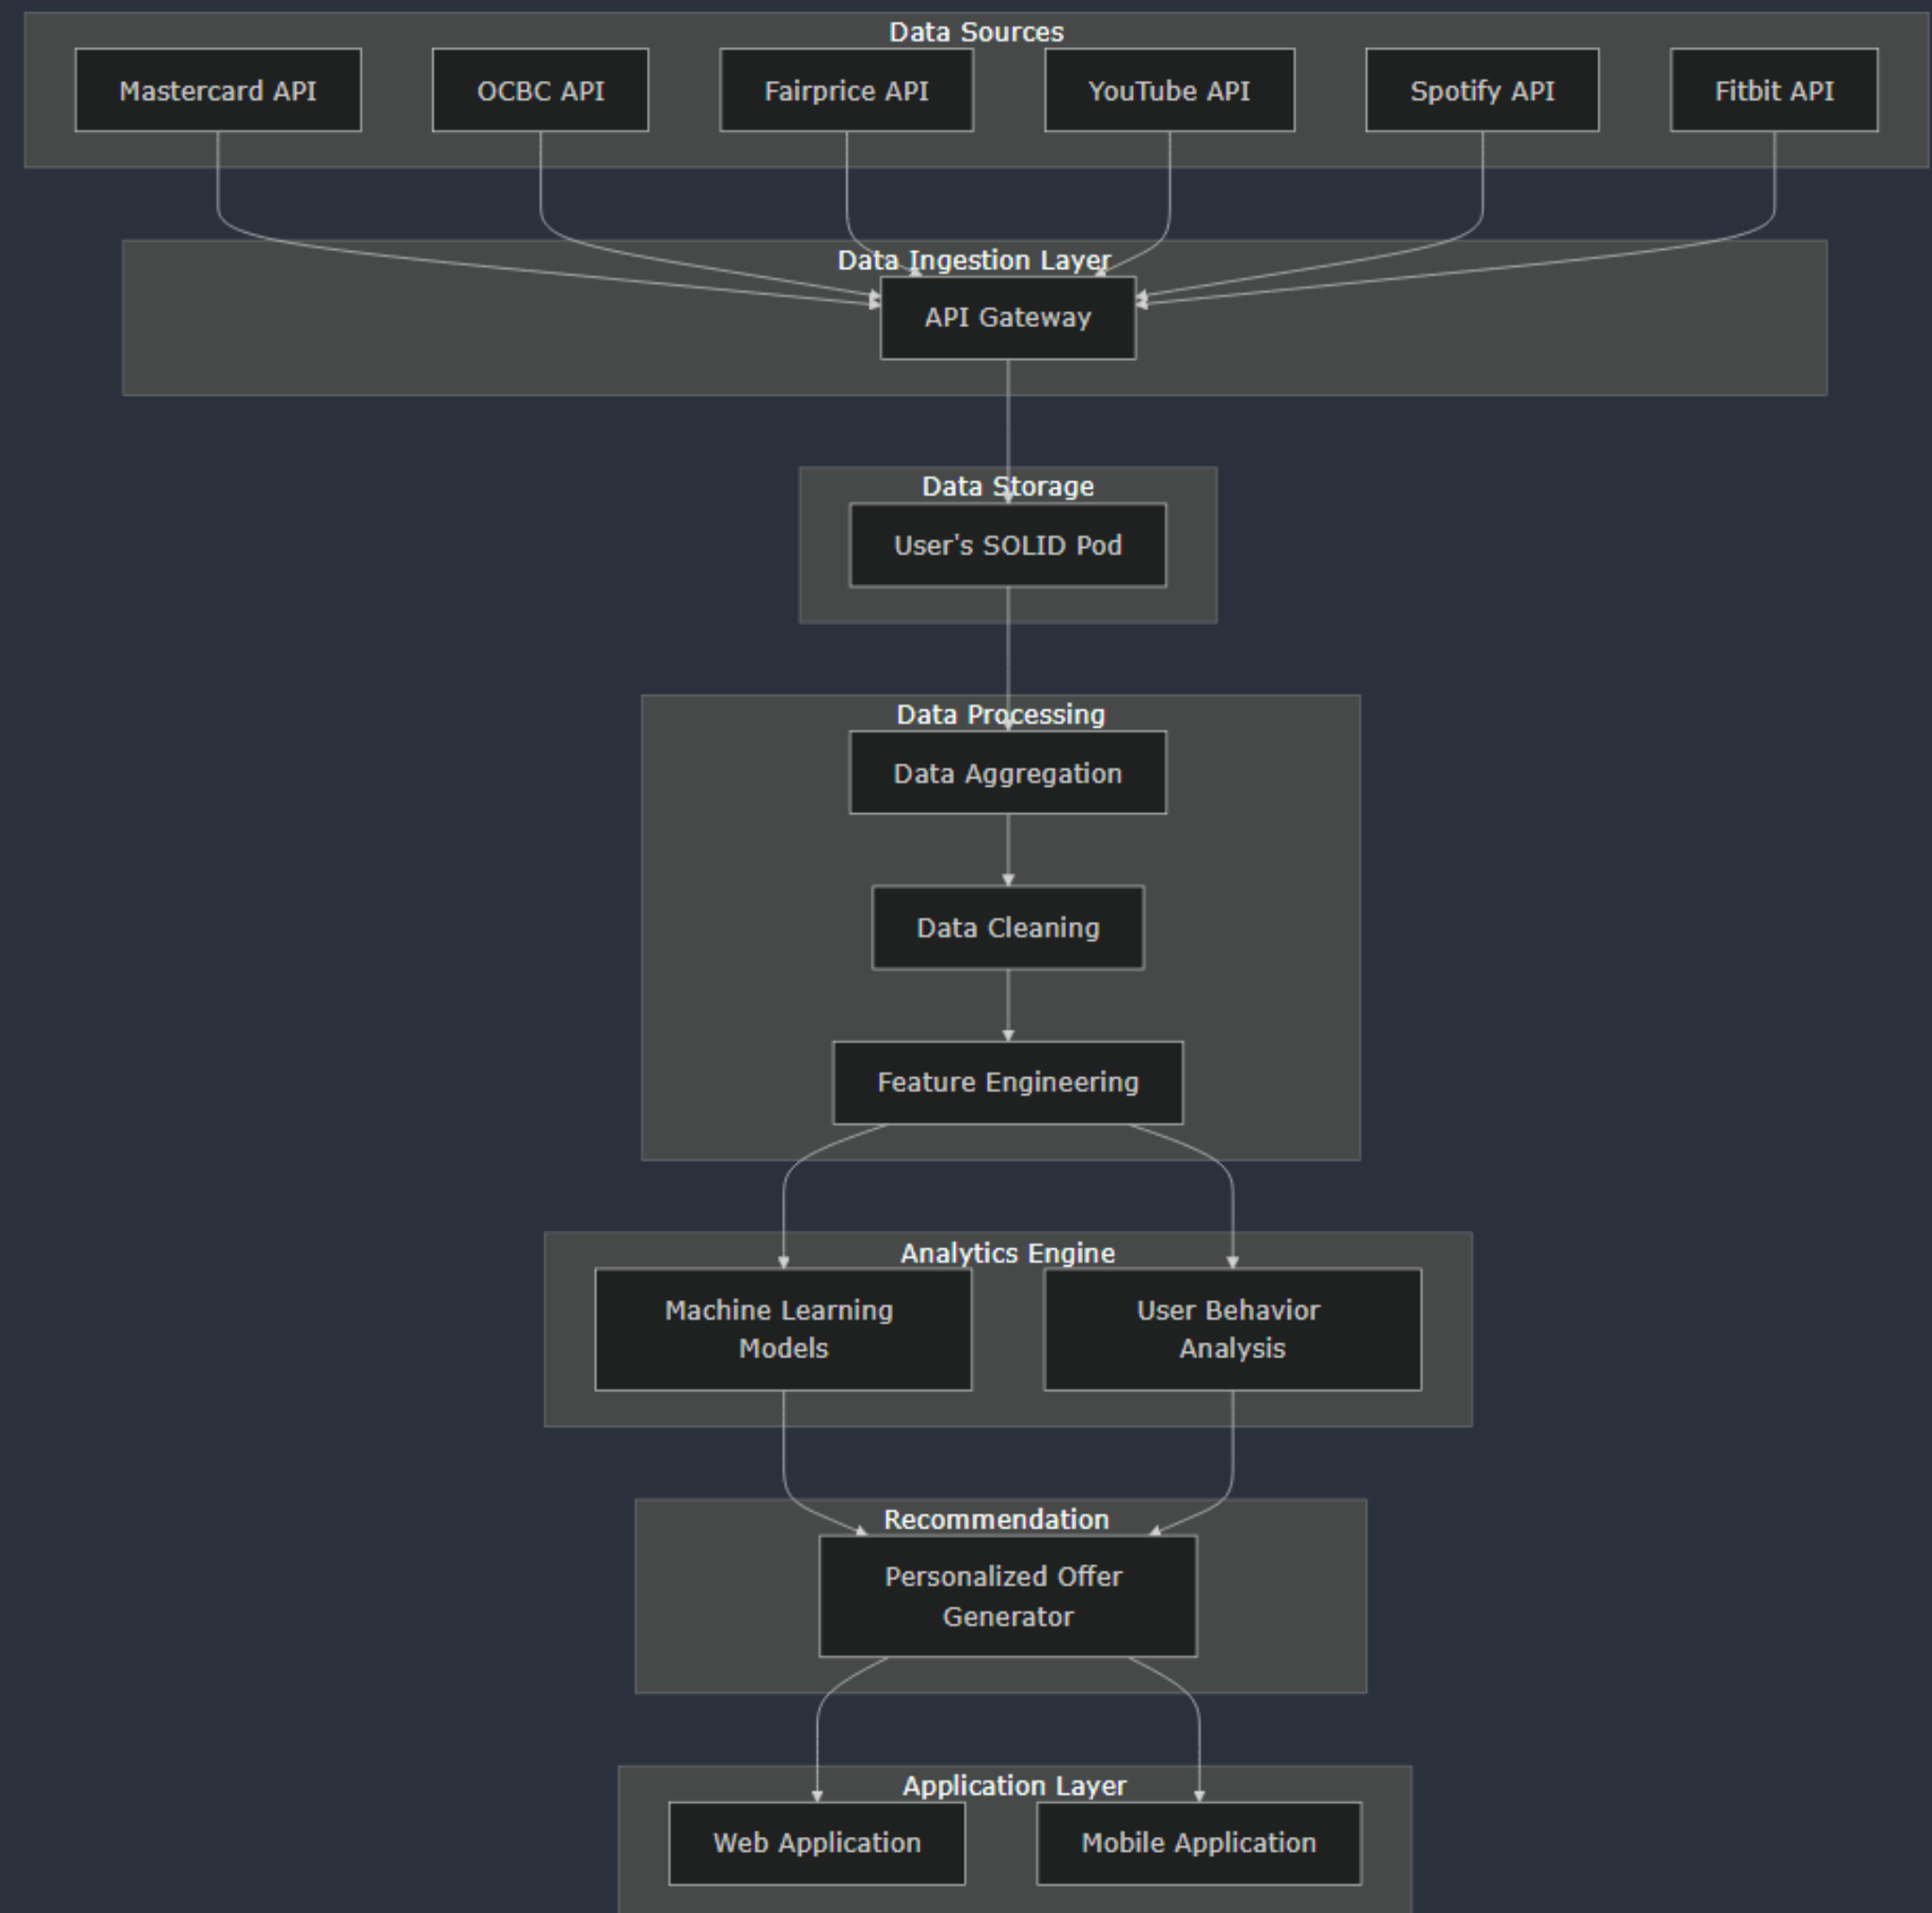 Data Sources
Mastercard API
OCBC API
Fairprice API
YouTube API
Spotify API
Fitbit API
Data Ingestion Layer
API Gateway
Data Storage
User's SOLID Pod
Data Processing
Data Aggregation
Data Cleaning
Feature Engineering
Analytics Engine
Machine Learning
Models
User Behavior
Analysis
Recommendation
Personalized Offer
Generator
Application Layer
Web Application
Mobile Application